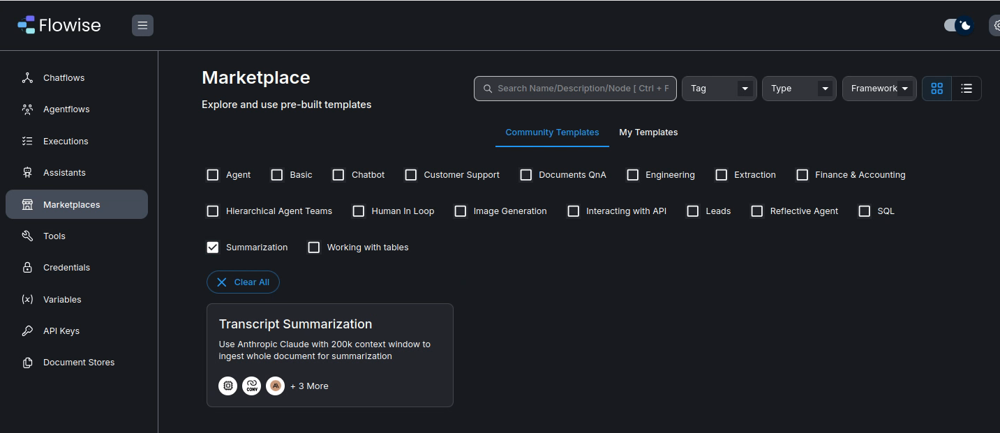 Flowise
Chatflows
Agentflows
Executions
Assistants
Marketplaces
Tools
Credentials
Variables
API Keys
Document Stores
Marketplace
Explore and use pre-built templates
Search Name/Description/Node [ Ctrl + F
Tag
Type
Framework
Community Templates
My Templates
Agent Basic Chatbot Customer Support Documents QnA Engineering Extraction Finance & Accounting
Hierarchical Agent Teams Human In Loop Image Generation Interacting with API Leads Reflective Agent SQL
Summarization Working with tables
Clear All
Transcript Summarization
Use Anthropic Claude with 200k context window to
ingest whole document for summarization
CONV
+ 3 More